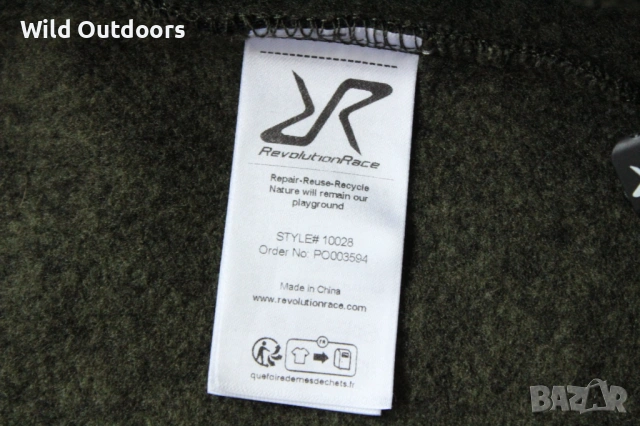 Wild Outdoors
RevolutionRace
Repair-Reuse-Recycle
Nature will remain our
playground
STYLE# 10028
Order No: PO003594
Made in China
www.revolutionrace.com
FR
quefairedemesdechets.fr
BAZAR